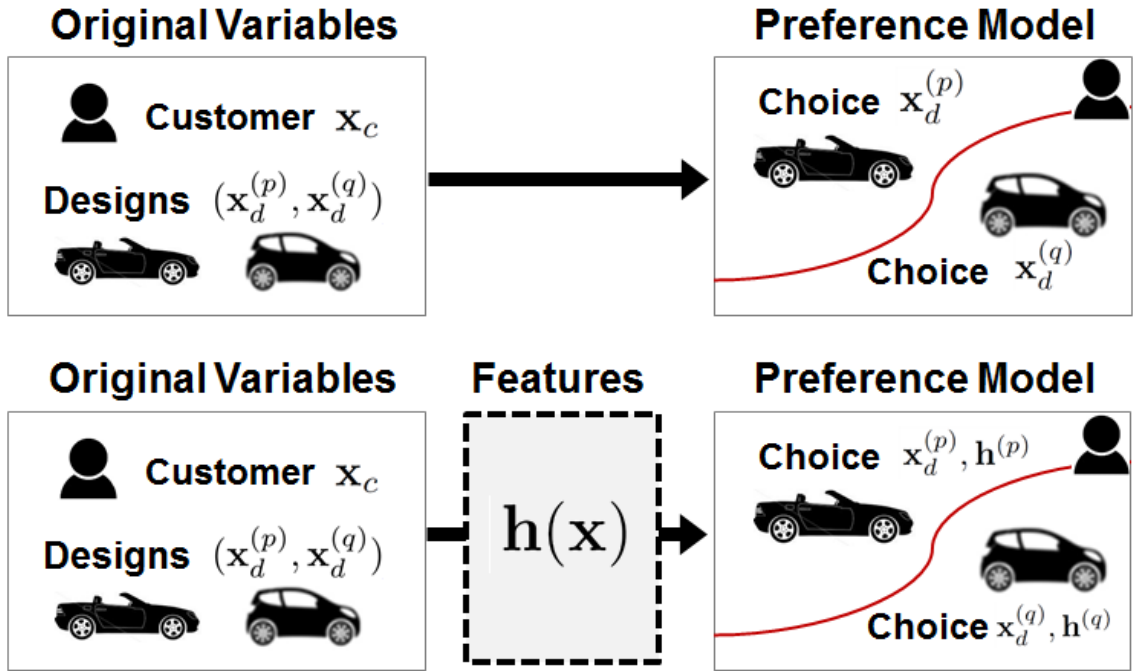 Original Variables
Preference Model
Customer x_c
Designs (x_d^{(p)}, x_d^{(q)})
Choice x_d^{(p)}
Choice x_d^{(q)}
Original Variables
Features
Preference Model
Customer x_c
Designs (x_d^{(p)}, x_d^{(q)})
h(x)
Choice x_d^{(p)}, h^{(p)}
Choice x_d^{(q)}, h^{(q)}